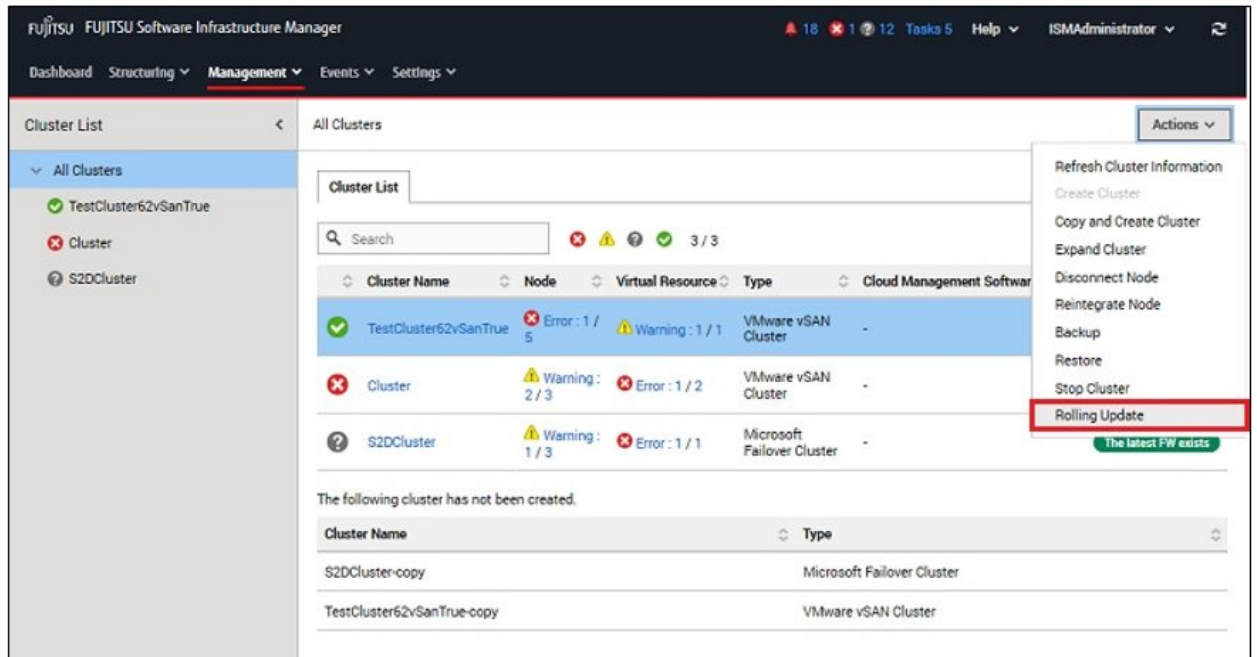 FUJITSU FUJITSU Software Infrastructure Manager
18 1 12 Tasks 5 Help ISMAdministrator
Dashboard Structuring Management Events Settings
Cluster List
All Clusters
TestCluster62vSanTrue
Cluster
S2DCluster
All Clusters
Actions
Refresh Cluster Information
Create Cluster
Copy and Create Cluster
Expand Cluster
Disconnect Node
Reintegrate Node
Backup
Restore
Stop Cluster
Rolling Update
Cluster List
Search
3 / 3
Cluster Name Node Virtual Resource Type Cloud Management Softwar
TestCluster62vSanTrue Error : 1 / Warning : 1 / 1 VMware vSAN -
5 Cluster
Cluster Warning : Error : 1 / 2 VMware vSAN -
2 / 3 Cluster
S2DCluster Warning : Error : 1 / 1 Microsoft - The latest FW exists
1 / 3 Failover Cluster
The following cluster has not been created.
Cluster Name Type
S2DCluster-copy Microsoft Failover Cluster
TestCluster62vSanTrue-copy VMware vSAN Cluster